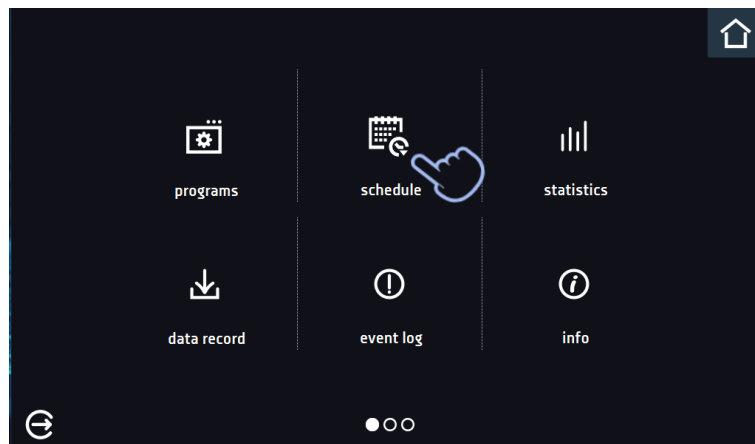 programs
schedule
statistics
data record
event log
info